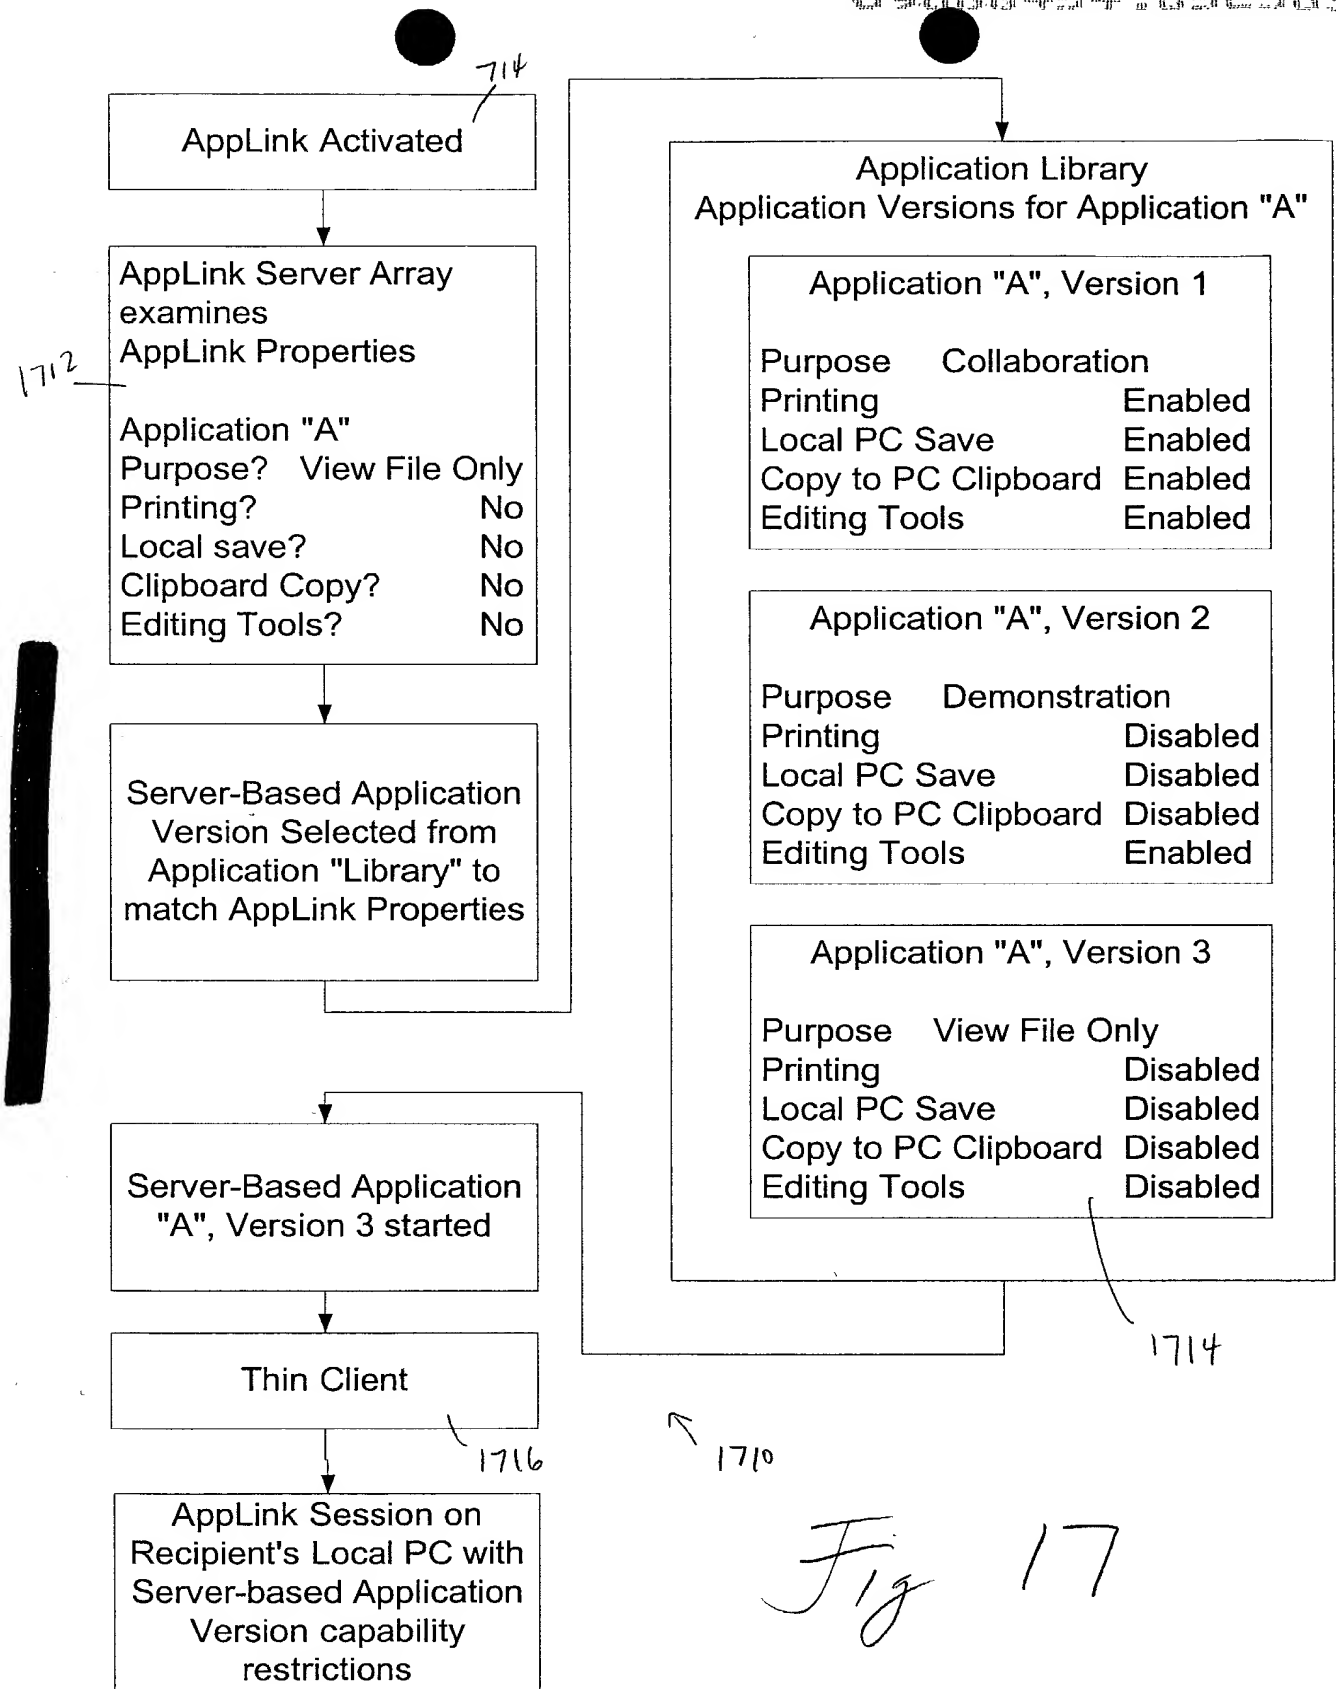 714
AppLink Activated
AppLink Server Array
examines
AppLink Properties
1712
Application "A"
Purpose? View File Only
Printing? No
Local save? No
Clipboard Copy? No
Editing Tools? No
Server-Based Application
Version Selected from
Application "Library" to
match AppLink Properties
Application Library
Application Versions for Application "A"
Application "A", Version 1
Purpose Collaboration
Printing Enabled
Local PC Save Enabled
Copy to PC Clipboard Enabled
Editing Tools Enabled
Application "A", Version 2
Purpose Demonstration
Printing Disabled
Local PC Save Disabled
Copy to PC Clipboard Disabled
Editing Tools Enabled
Application "A", Version 3
Purpose View File Only
Printing Disabled
Local PC Save Disabled
Copy to PC Clipboard Disabled
Editing Tools Disabled
1714
Server-Based Application
"A", Version 3 started
Thin Client
1716
1710
AppLink Session on
Recipient's Local PC with
Server-based Application
Version capability
restrictions
Fig 17